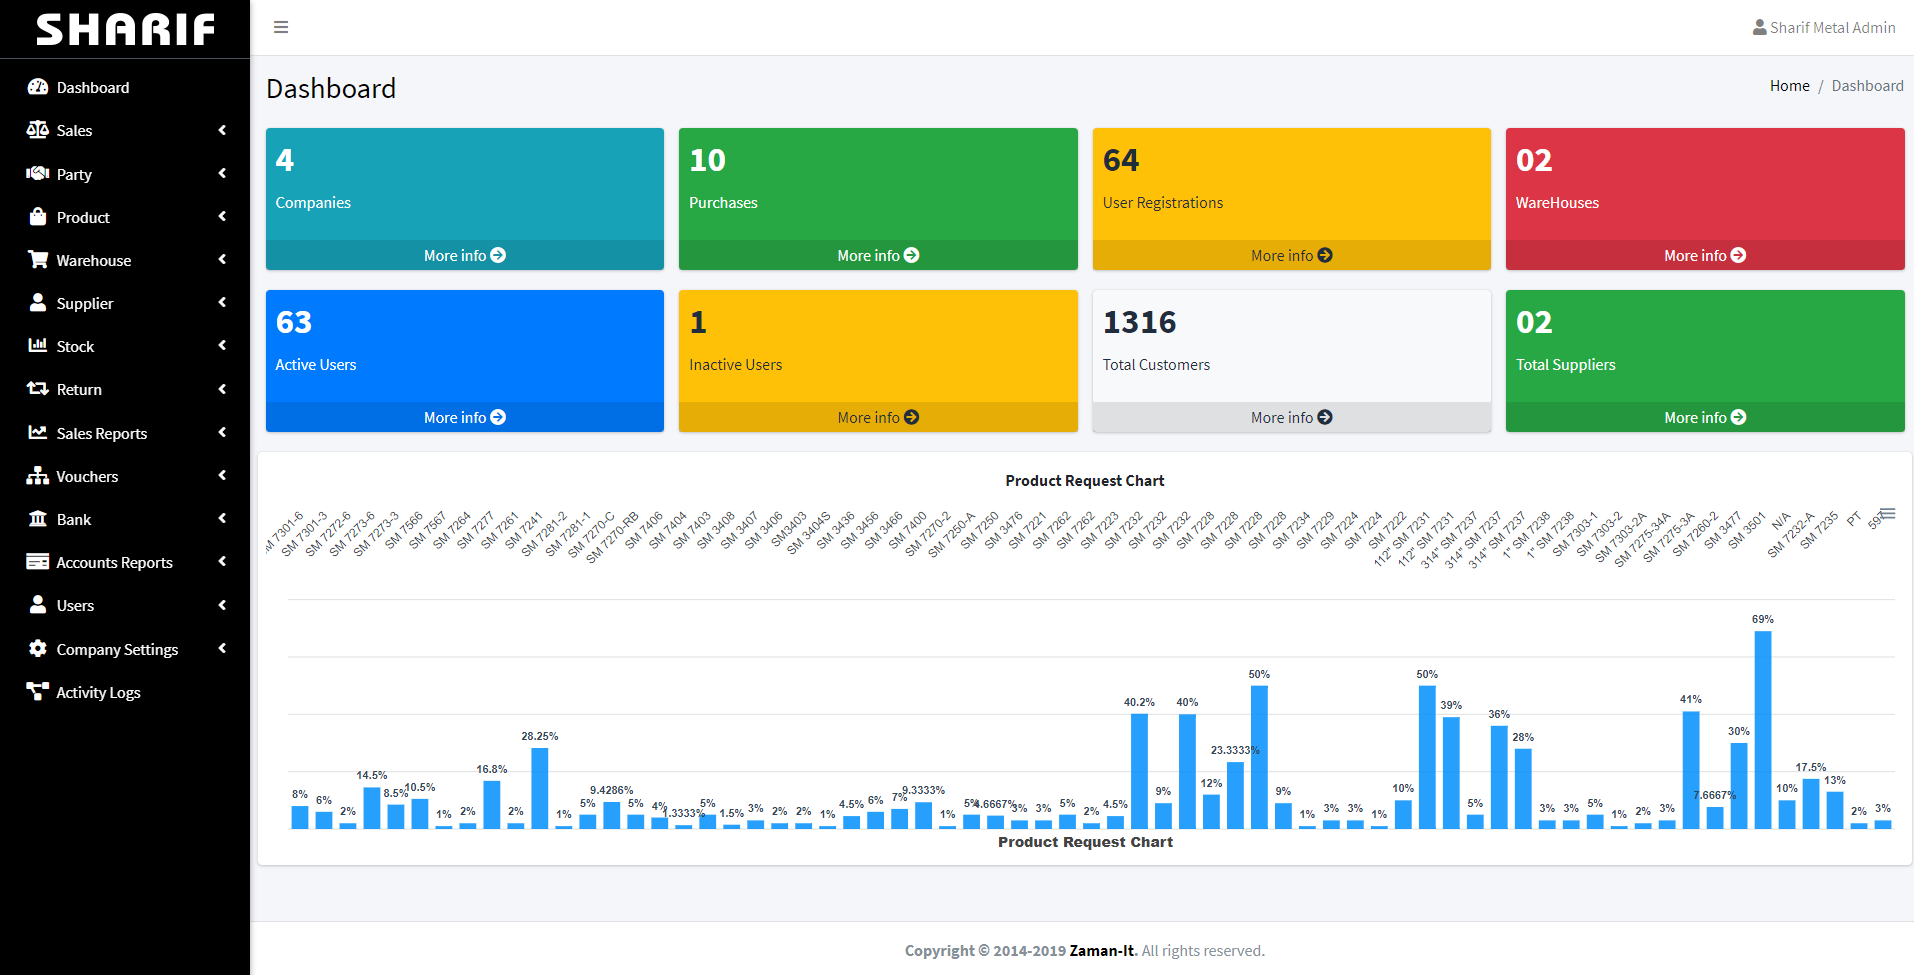 SHARIF
Sharif Metal Admin
Dashboard
Sales
Party
Product
Warehouse
Supplier
Stock
Return
Sales Reports
Vouchers
Bank
Accounts Reports
Users
Company Settings
Activity Logs
Dashboard
Home / Dashboard
4
Companies
More info
10
Purchases
More info
64
User Registrations
More info
02
WareHouses
More info
63
Active Users
More info
1
Inactive Users
More info
1316
Total Customers
More info
02
Total Suppliers
More info
Product Request Chart
SM 7301-6
SM 7301-3
SM 7272-6
SM 7273-6
SM 7273-3
SM 7566
SM 7567
SM 7264
SM 7277
SM 7261
SM 7241
SM 7281-2
SM 7281-1
SM 7270-C
SM 7270-RB
SM 7406
SM 7404
SM 7403
SM 3408
SM 3407
SM 3406
SM3403
SM 3404S
SM 3436
SM 3456
SM 3466
SM 7400
SM 7270-2
SM 7250-A
SM 7250
SM 3476
SM 7221
SM 7262
SM 7262
SM 7223
SM 7232
SM 7232
SM 7232
SM 7228
SM 7228
SM 7228
SM 7228
SM 7234
SM 7229
SM 7224
SM 7224
SM 7222
112" SM 7231
112" SM 7231
314" SM 7237
314" SM 7237
314" SM 7237
1" SM 7238
1" SM 7238
SM 7303-1
SM 7303-2
SM 7303-2A
SM 7275-34A
SM 7275-3A
SM 7260-2
SM 3477
SM 3501
N/A
SM 7232-A
SM 7235
PT
597
8%
6%
2%
14.5%
8.5%
10.5%
1%
2%
16.8%
2%
28.25%
1%
5%
9.4286%
5%
4%
1.3333%
5%
1.5%
3%
2%
2%
1%
4.5%
6%
7%
9.3333%
1%
5%
4.6667%
3%
3%
5%
2%
4.5%
40.2%
9%
40%
12%
23.3333%
50%
9%
1%
3%
3%
1%
10%
50%
39%
5%
36%
28%
3%
3%
5%
1%
2%
3%
41%
7.6667%
30%
69%
10%
17.5%
13%
2%
3%
Product Request Chart
Copyright © 2014-2019 Zaman-It. All rights reserved.